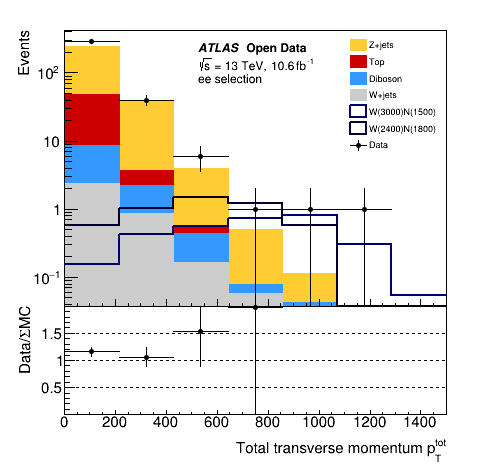 Events
10²
10
1
10⁻¹
ATLAS Open Data
√s = 13 TeV, 10.6 fb⁻¹
ee selection
Z+jets
Top
Diboson
W+jets
W(3000)N(1500)
W(2400)N(1800)
Data
Data/ΣMC
1.5
1
0.5
0 200 400 600 800 1000 1200 1400
Total transverse momentum p_T^tot